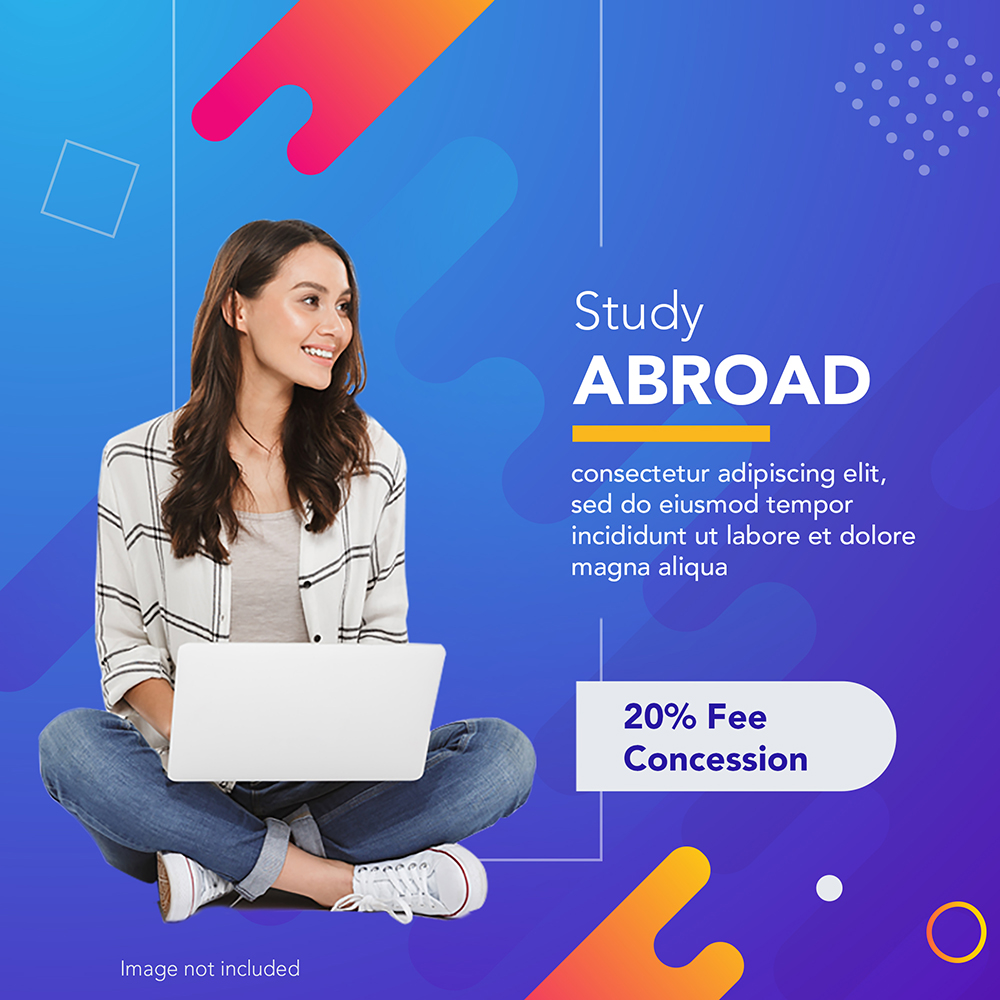 Study
ABROAD
consectetur adipiscing elit,
sed do eiusmod tempor
incididunt ut labore et dolore
magna aliqua
20% Fee
Concession
Image not included